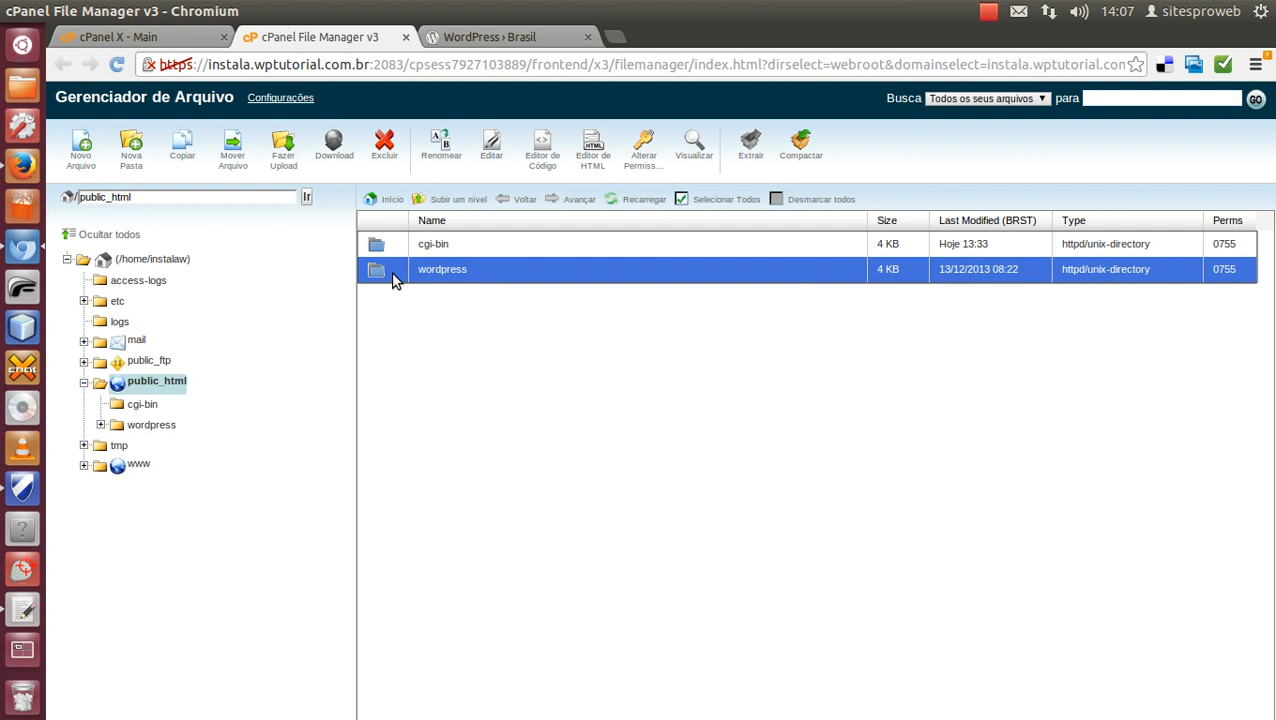 cPanel File Manager v3 - Chromium
14:07 sitesproweb
cP cPanel X - Main ×
cP cPanel File Manager v3 ×
WordPress › Brasil ×
https://instala.wptutorial.com.br:2083/cpsess7927103889/frontend/x3/filemanager/index.html?dirselect=webroot&domainselect=instala.wptutorial.com
Gerenciador de Arquivo Configurações Busca Todos os seus arquivos para GO
Novo Arquivo
Nova Pasta
Copiar
Mover Arquivo
Fazer Upload
Download
Excluir
Renomear
Editar
Editor de Código
HTML
Editor de HTML
Alterar Permiss...
Visualizar
Extrair
Compactar
/public_html Ir
Início Subir um nível Voltar Avançar Recarregar Selecionar Todos Desmarcar todos
Name Size Last Modified (BRST) Type Perms
cgi-bin 4 KB Hoje 13:33 httpd/unix-directory 0755
wordpress 4 KB 13/12/2013 08:22 httpd/unix-directory 0755
Ocultar todos
(/home/instalaw)
access-logs
etc
logs
mail
public_ftp
public_html
cgi-bin
wordpress
tmp
www